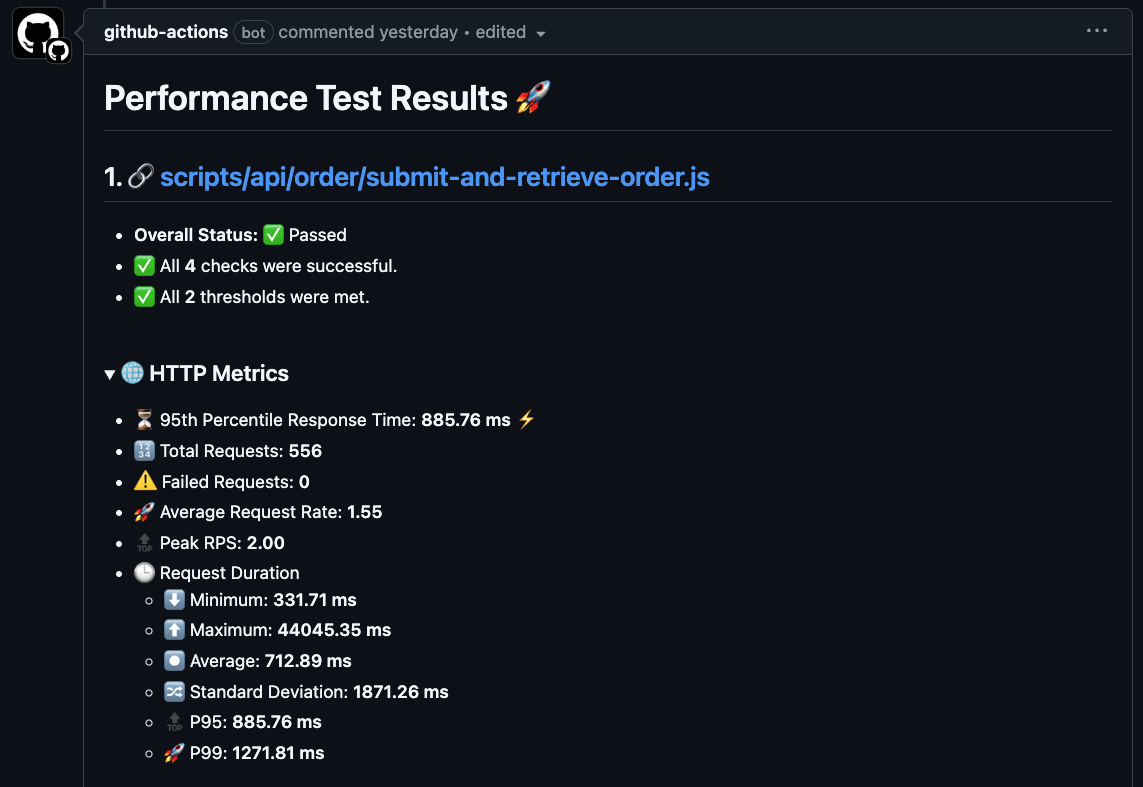 github-actions bot commented yesterday • edited
Performance Test Results 🚀
1. 🔗 scripts/api/order/submit-and-retrieve-order.js
• Overall Status: ✅ Passed
• ✅ All 4 checks were successful.
• ✅ All 2 thresholds were met.
▼ 🌐 HTTP Metrics
• ⏳ 95th Percentile Response Time: 885.76 ms ⚡
• 🔢 Total Requests: 556
• ⚠️ Failed Requests: 0
• 🚀 Average Request Rate: 1.55
• 🔝 Peak RPS: 2.00
• 🕒 Request Duration
◦ ⬇️ Minimum: 331.71 ms
◦ ⬆️ Maximum: 44045.35 ms
◦ ⏺️ Average: 712.89 ms
◦ 🔀 Standard Deviation: 1871.26 ms
◦ 🔝 P95: 885.76 ms
◦ 🚀 P99: 1271.81 ms